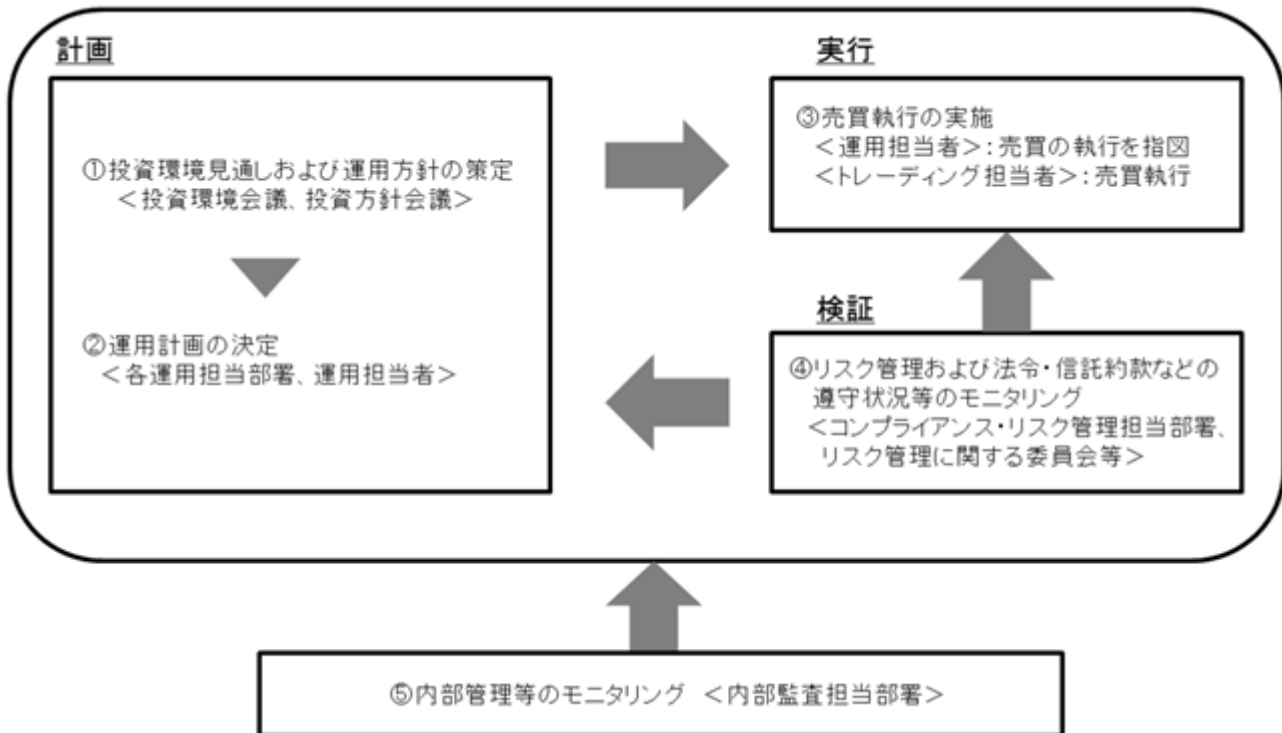 計画
①投資環境見通しおよび運用方針の策定
＜投資環境会議、投資方針会議＞
②運用計画の決定
＜各運用担当部署、運用担当者＞
実行
③売買執行の実施
＜運用担当者＞：売買の執行を指図
＜トレーディング担当者＞：売買執行
検証
④リスク管理および法令・信託約款などの
遵守状況等のモニタリング
＜コンプライアンス・リスク管理担当部署、
リスク管理に関する委員会等＞
⑤内部管理等のモニタリング ＜内部監査担当部署＞